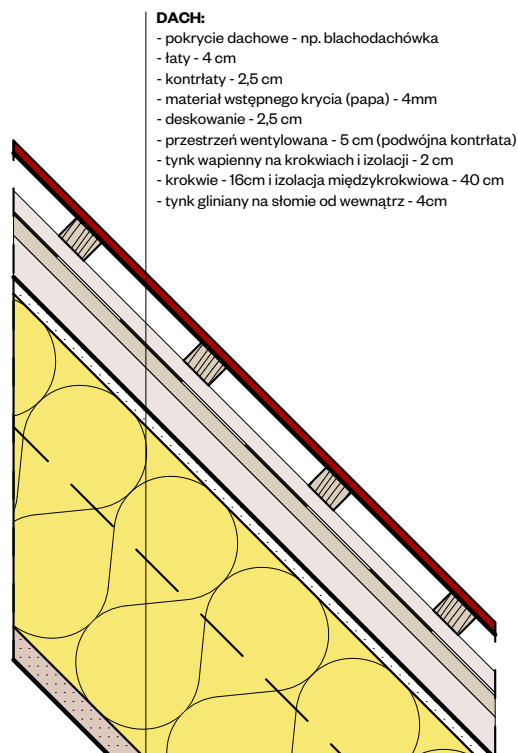 DACH:
- pokrycie dachowe - np. blachodachówka
- łaty - 4 cm
- kontrłaty - 2,5 cm
- materiał wstępnego krycia (papa) - 4mm
- deskowanie - 2,5 cm
- przestrzeń wentylowana - 5 cm (podwójna kontrłata)
- tynk wapienny na krokwiach i izolacji - 2 cm
- krokwie - 16cm i izolacja międzykrokwiowa - 40 cm
- tynk gliniany na słomie od wewnątrz - 4cm